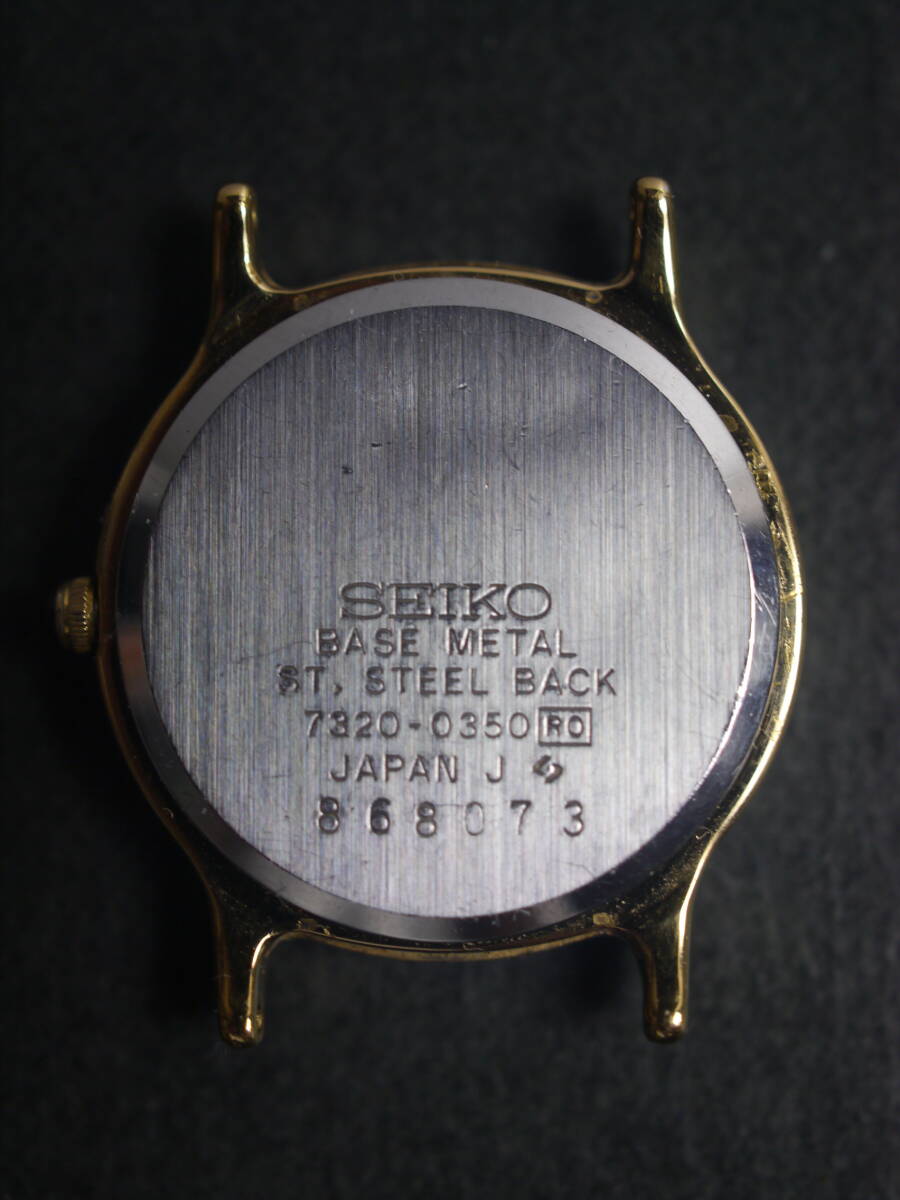 SEIKO
BASE METAL
ST. STEEL BACK
7320-0350 RO
JAPAN J
868073